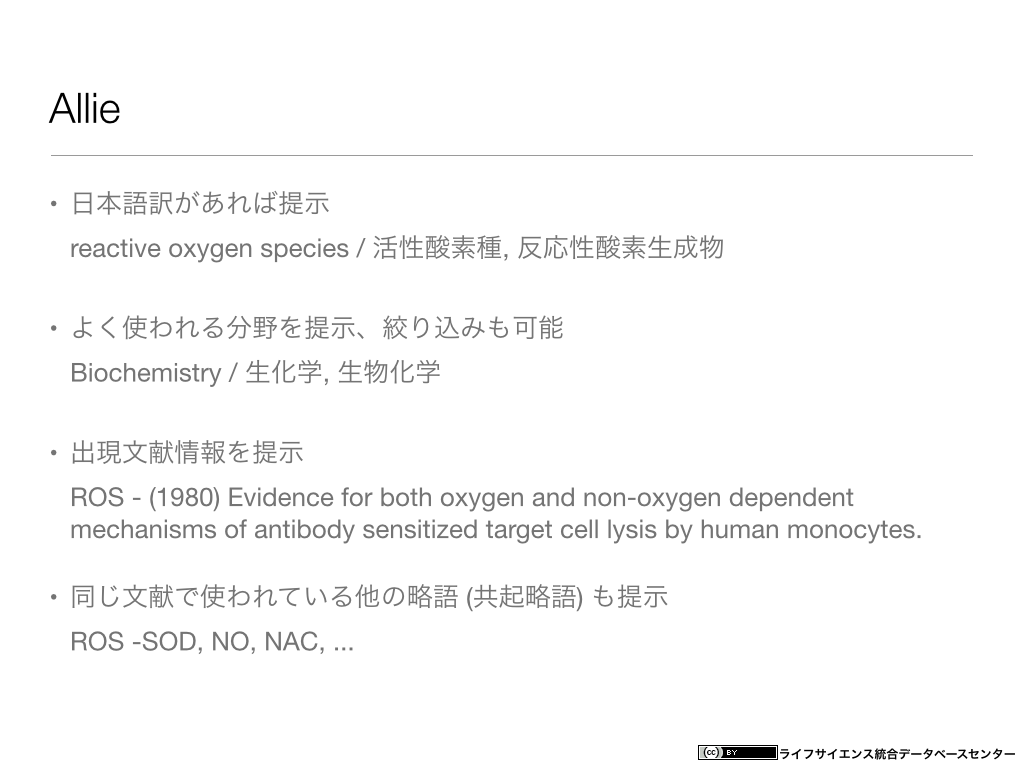 Allie
• 日本語訳があれば提示
reactive oxygen species / 活性酸素種, 反応性酸素生成物
• よく使われる分野を提示、絞り込みも可能
Biochemistry / 生化学, 生物化学
• 出現文献情報を提示
ROS - (1980) Evidence for both oxygen and non-oxygen dependent
mechanisms of antibody sensitized target cell lysis by human monocytes.
• 同じ文献で使われている他の略語 (共起略語) も提示
ROS -SOD, NO, NAC, ...
cc BY ライフサイエンス統合データベースセンター